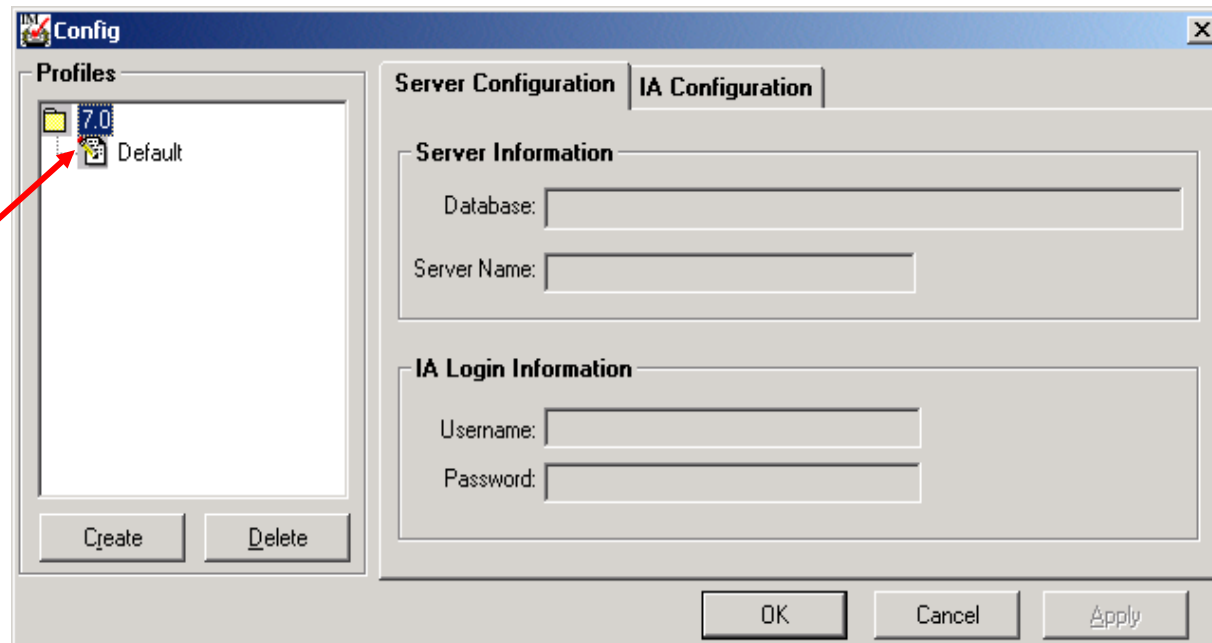 Config
Profiles
7.0
Default
Create
Delete
Server Configuration
IA Configuration
Server Information
Database:
Server Name:
IA Login Information
Username:
Password:
OK
Cancel
Apply